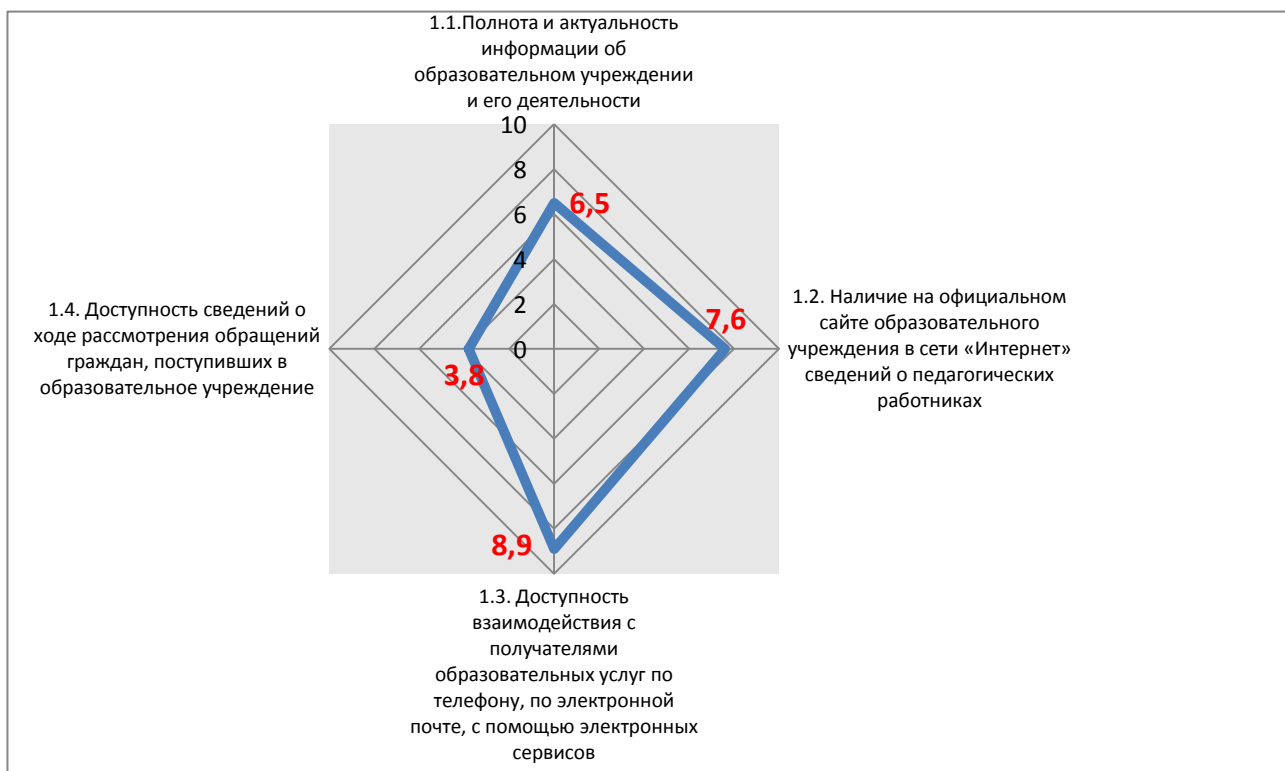 1.1.Полнота и актуальность
информации об
образовательном учреждении
и его деятельности
10
8
6,5
6
4
2
0
7,6
1.2. Наличие на официальном
сайте образовательного
учреждения в сети «Интернет»
сведений о педагогических
работниках
1.4. Доступность сведений о
ходе рассмотрения обращений
граждан, поступивших в
образовательное учреждение
3,8
8,9
1.3. Доступность
взаимодействия с
получателями
образовательных услуг по
телефону, по электронной
почте, с помощью электронных
сервисов